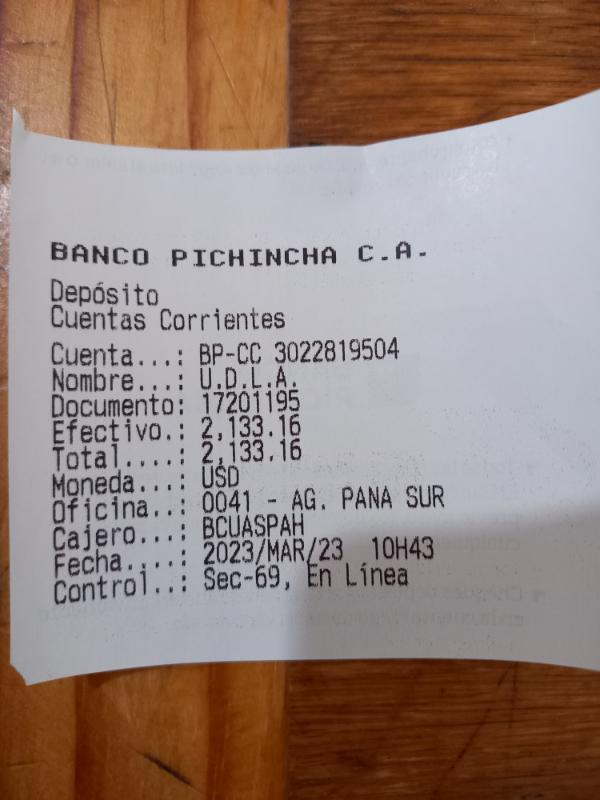 BANCO PICHINCHA C.A.
Depósito
Cuentas Corrientes
Cuenta...: BP-CC 3022819504
Nombre...: U.D.L.A.
Documento: 17201195
Efectivo.: 2,133.16
Total....: 2,133.16
Moneda...: USD
Oficina..: 0041 - AG. PANA SUR
Cajero...: BCUASPAH
Fecha....: 2023/MAR/23 10H43
Control..: Sec-69, En Línea